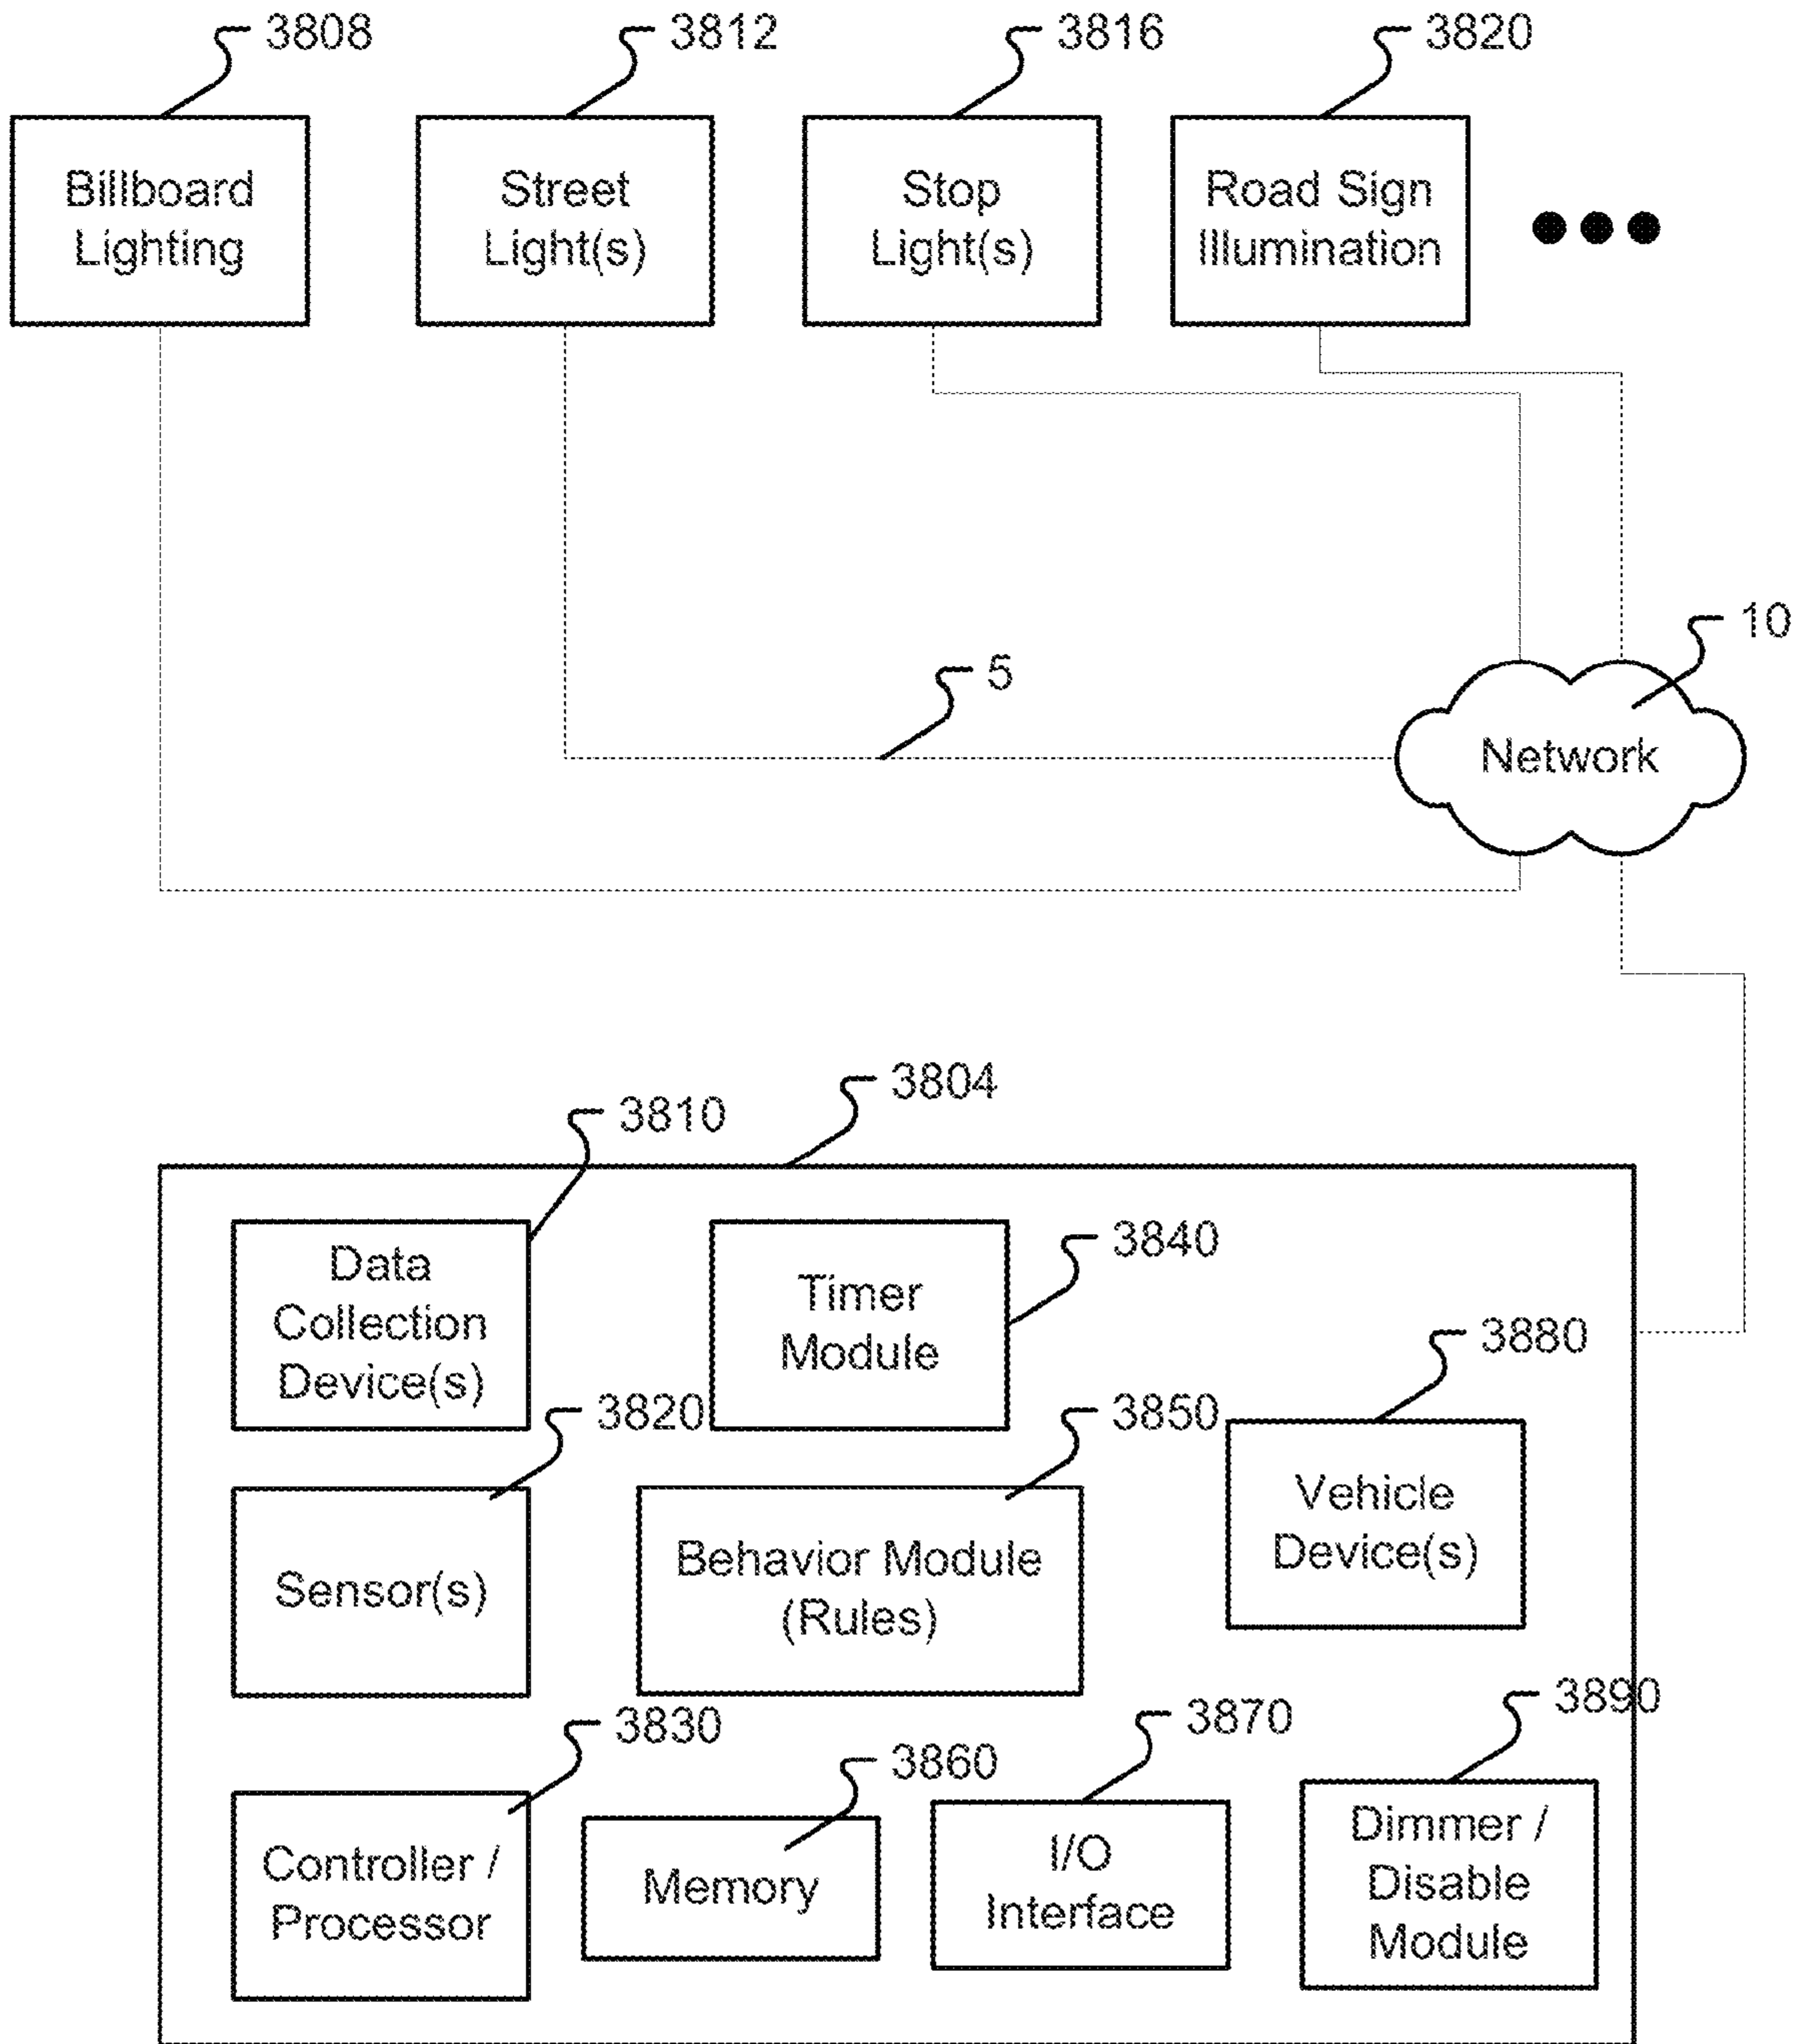 3808
3812
3816
3820
Billboard
Lighting
Street
Light(s)
Stop
Light(s)
Road Sign
Illumination
10
5
Network
3804
3810
Data
Collection
Device(s)
3840
Timer
Module
3880
Vehicle
Device(s)
3820
Sensor(s)
3850
Behavior Module
(Rules)
3830
Controller /
Processor
3860
Memory
3870
I/O
Interface
3890
Dimmer /
Disable
Module